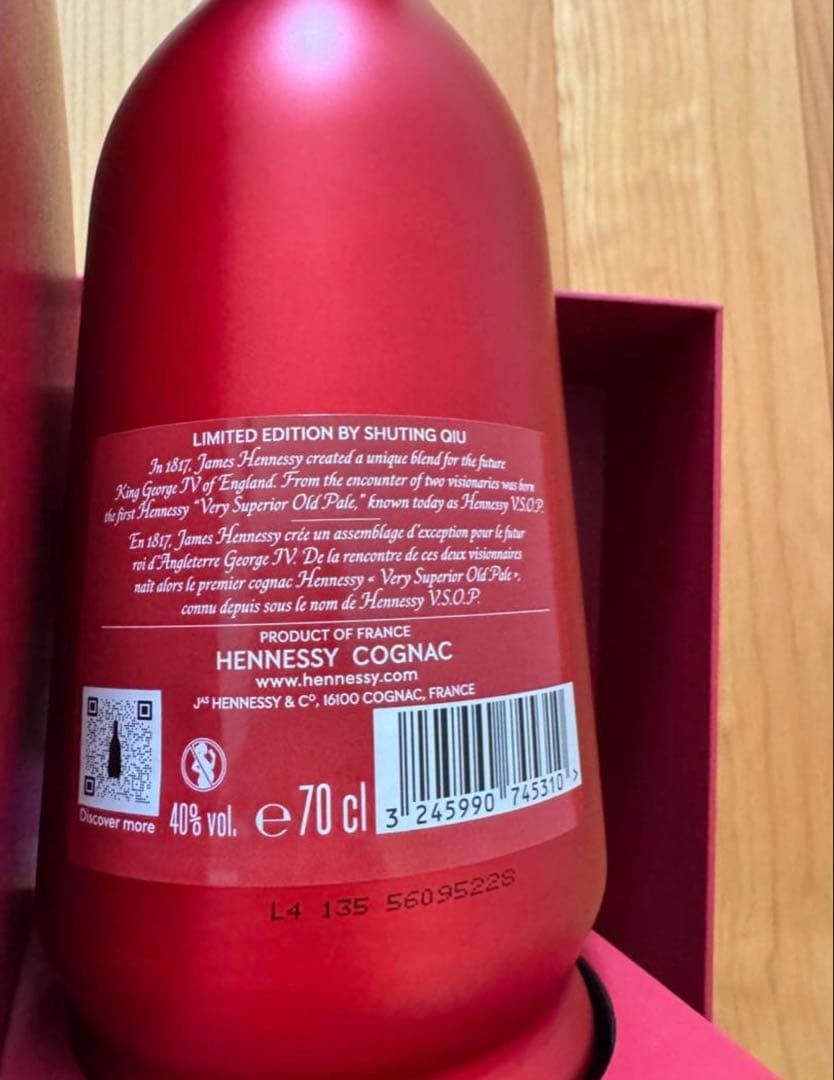 LIMITED EDITION BY SHUTING QIU
In 1817, James Hennessy created a unique blend for the future
King George IV of England. From the encounter of two visionaries was born
the first Hennessy “Very Superior Old Pale,” known today as Hennessy V.S.O.P.
En 1817, James Hennessy crée un assemblage d'exception pour le futur
roi d'Angleterre George IV. De la rencontre de ces deux visionnaires
naît alors le premier cognac Hennessy « Very Superior Old Pale »,
connu depuis sous le nom de Hennessy V.S.O.P.
PRODUCT OF FRANCE
HENNESSY COGNAC
www.hennessy.com
JAS HENNESSY & Cº, 16100 COGNAC, FRANCE
Discover more
40% vol.
e 70 cl
3 245990 745310 >
L4 135 56095228